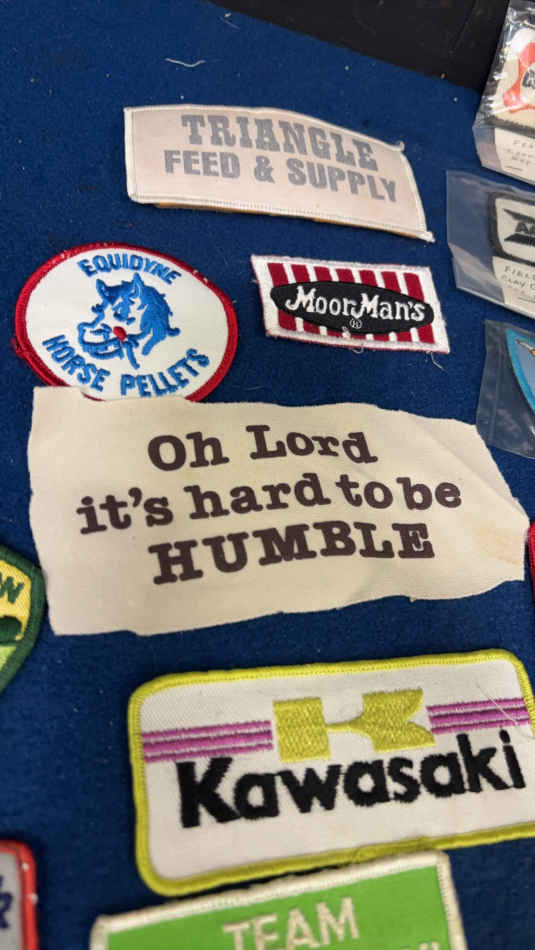 TRIANGLE
FEED & SUPPLY
EQUIDYNE
HORSE PELLETS
MoorMan's
®
Oh Lord
it's hard to be
HUMBLE
Kawasaki
TEAM